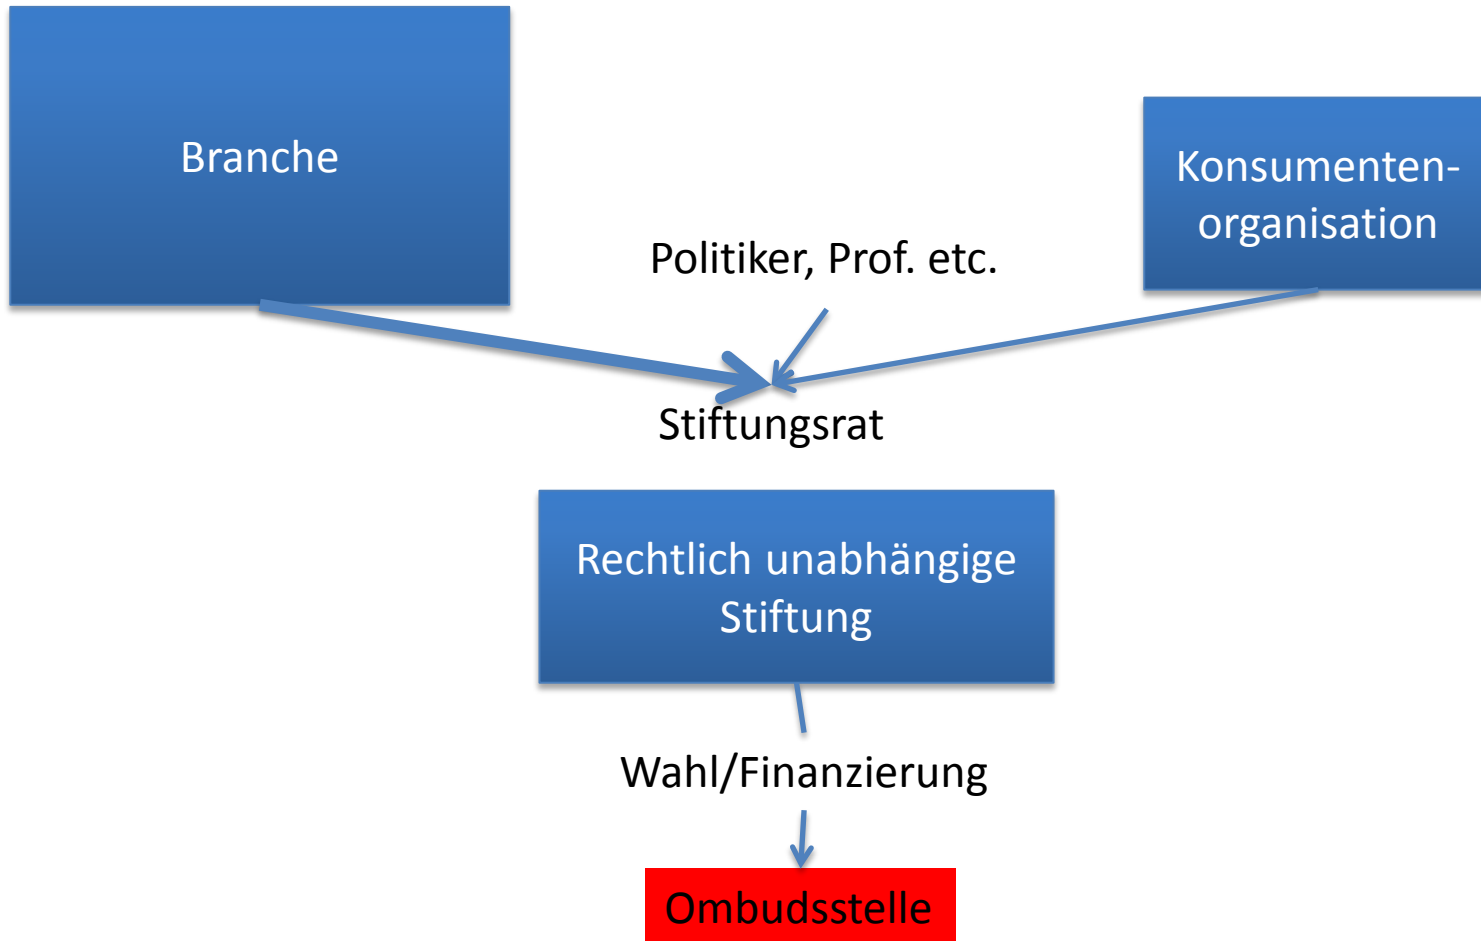 Branche
Konsumenten-
organisation
Politiker, Prof. etc.
Stiftungsrat
Rechtlich unabhängige
Stiftung
Wahl/Finanzierung
Ombudsstelle